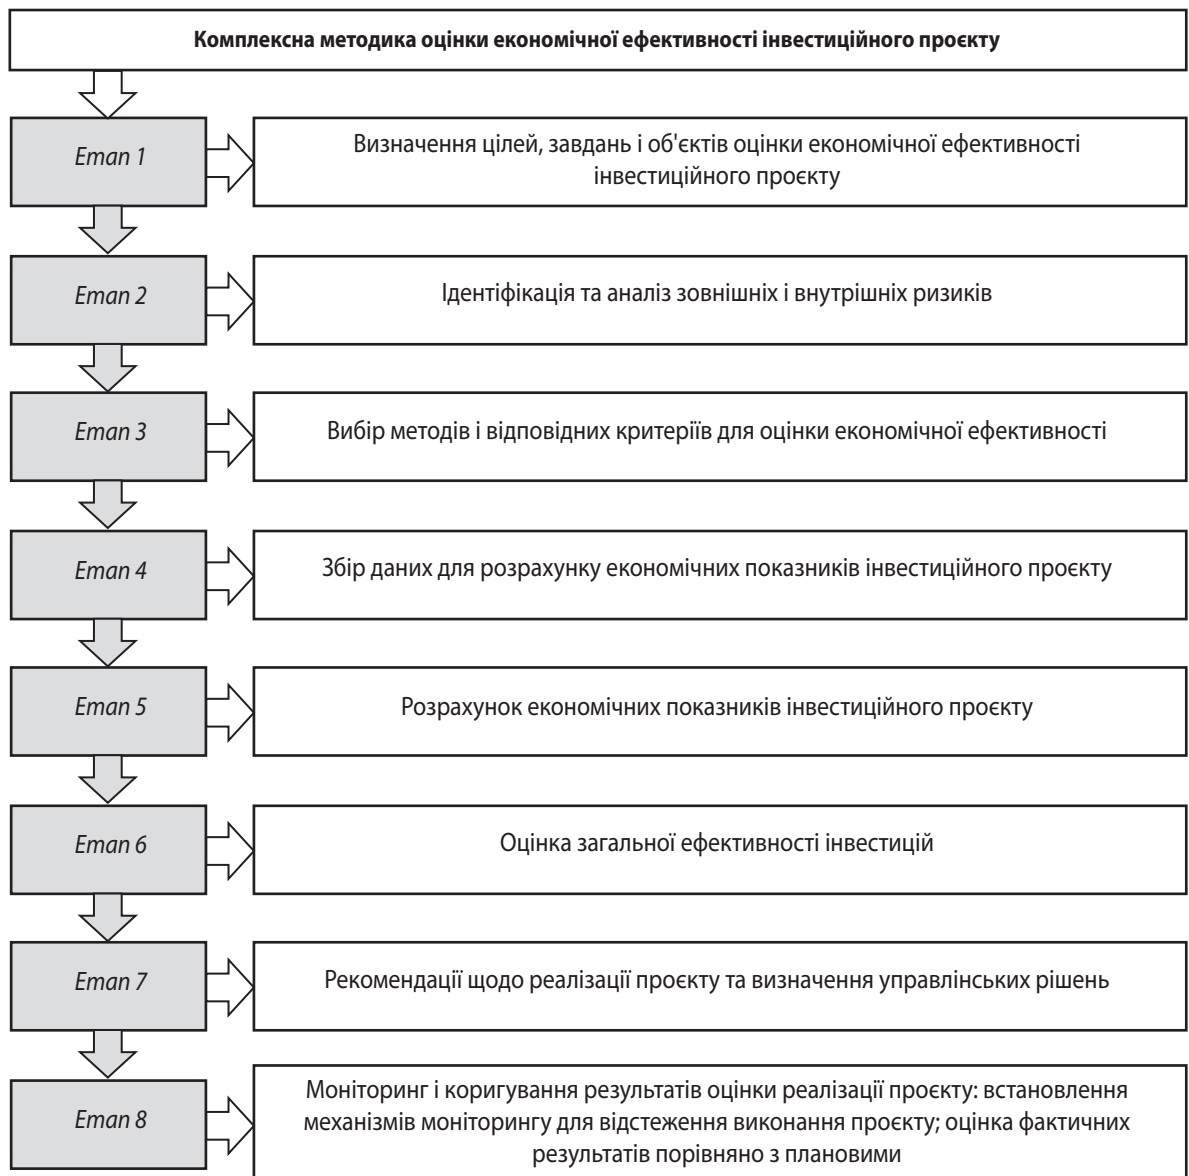 Комплексна методика оцінки економічної ефективності інвестиційного проєкту
Етап 1
Визначення цілей, завдань і об'єктів оцінки економічної ефективності
інвестиційного проєкту
Етап 2
Ідентифікація та аналіз зовнішніх і внутрішніх ризиків
Етап 3
Вибір методів і відповідних критеріїв для оцінки економічної ефективності
Етап 4
Збір даних для розрахунку економічних показників інвестиційного проєкту
Етап 5
Розрахунок економічних показників інвестиційного проєкту
Етап 6
Оцінка загальної ефективності інвестицій
Етап 7
Рекомендації щодо реалізації проєкту та визначення управлінських рішень
Етап 8
Моніторинг і коригування результатів оцінки реалізації проєкту: встановлення
механізмів моніторингу для відстеження виконання проєкту; оцінка фактичних
результатів порівняно з плановими